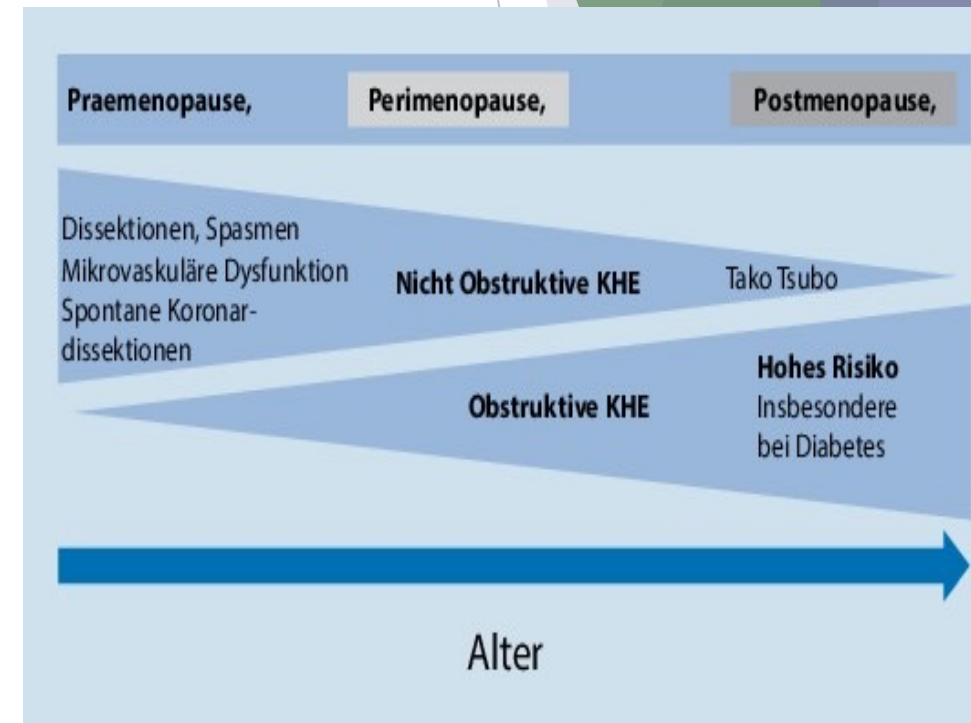 Praemenopause,
Perimenopause,
Postmenopause,
Dissektionen, Spasmen
Mikrovaskuläre Dysfunktion
Spontane Koronar-
dissektionen
Nicht Obstruktive KHE
Tako Tsubo
Obstruktive KHE
Hohes Risiko
Insbesondere
bei Diabetes
Alter